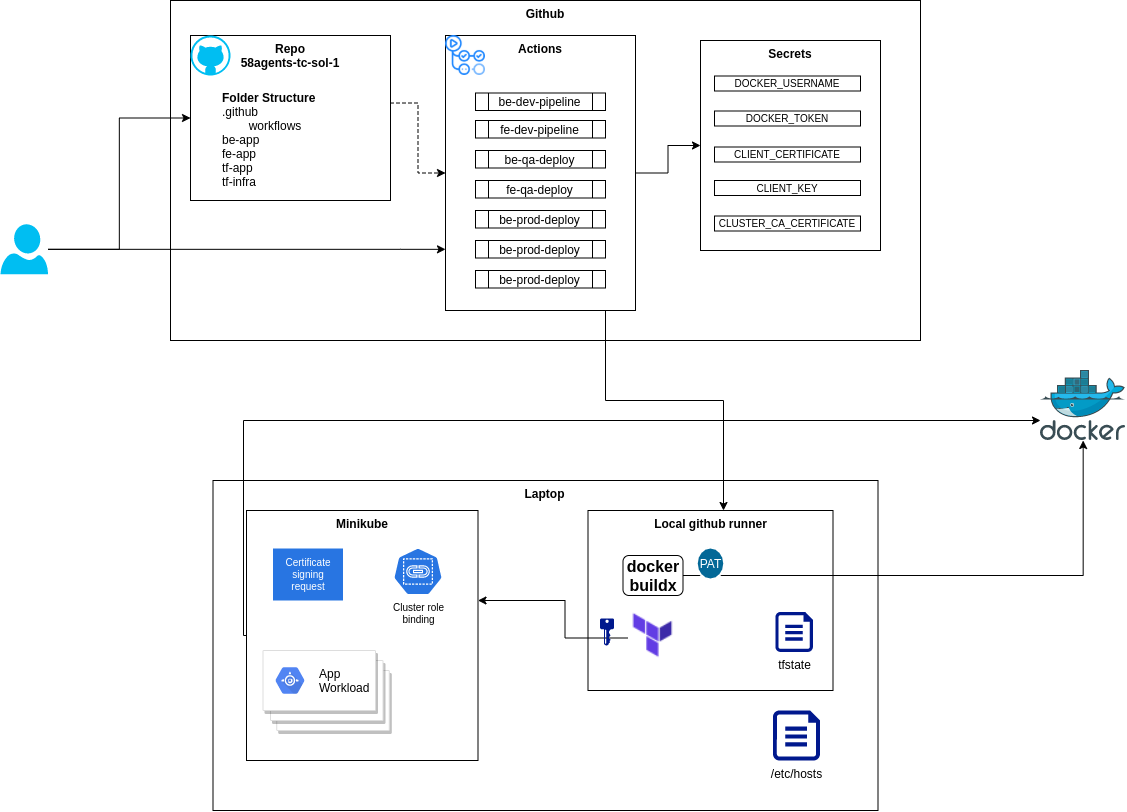 Github
Repo
58agents-tc-sol-1
Folder Structure
.github
workflows
be-app
fe-app
tf-app
tf-infra
Actions
be-dev-pipeline
fe-dev-pipeline
be-qa-deploy
fe-qa-deploy
be-prod-deploy
be-prod-deploy
be-prod-deploy
Secrets
DOCKER_USERNAME
DOCKER_TOKEN
CLIENT_CERTIFICATE
CLIENT_KEY
CLUSTER_CA_CERTIFICATE
docker
Laptop
Minikube
Certificate
signing
request
Cluster role
binding
App
Workload
Local github runner
docker
buildx
PAT
tfstate
/etc/hosts